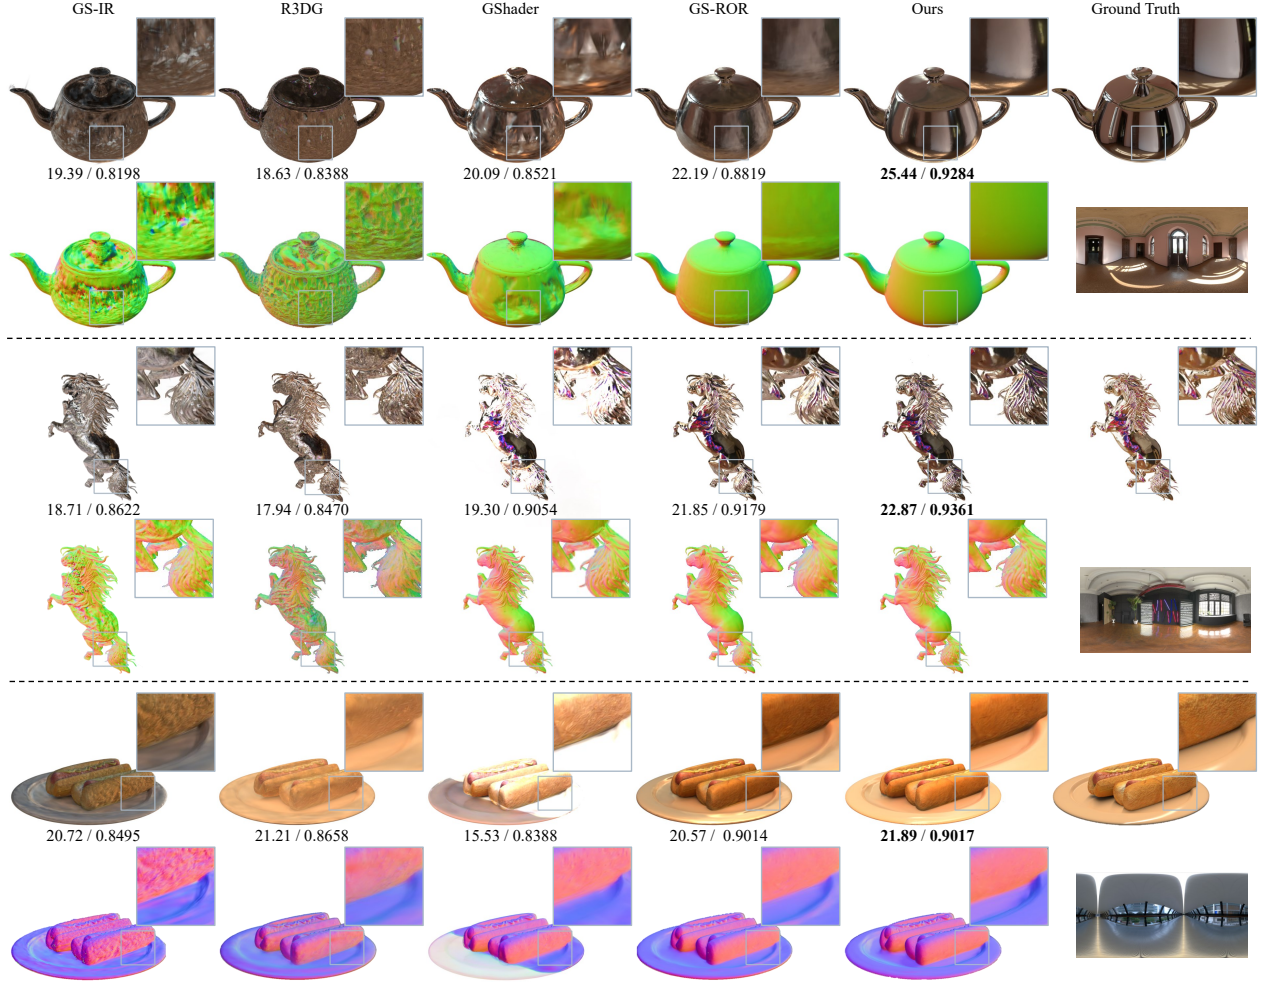 GS-IR R3DG GShader GS-ROR Ours Ground Truth
19.39 / 0.8198 18.63 / 0.8388 20.09 / 0.8521 22.19 / 0.8819 25.44 / 0.9284
18.71 / 0.8622 17.94 / 0.8470 19.30 / 0.9054 21.85 / 0.9179 22.87 / 0.9361
20.72 / 0.8495 21.21 / 0.8658 15.53 / 0.8388 20.57 / 0.9014 21.89 / 0.9017